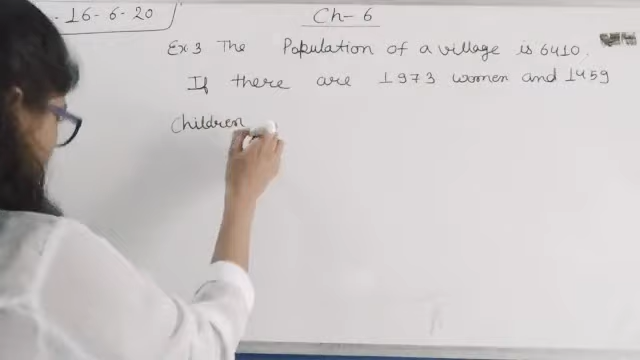 16-6-20
Ch-6
Ex 3 The Population of a village is 6410.
If there are 1973 women and 1459
Children